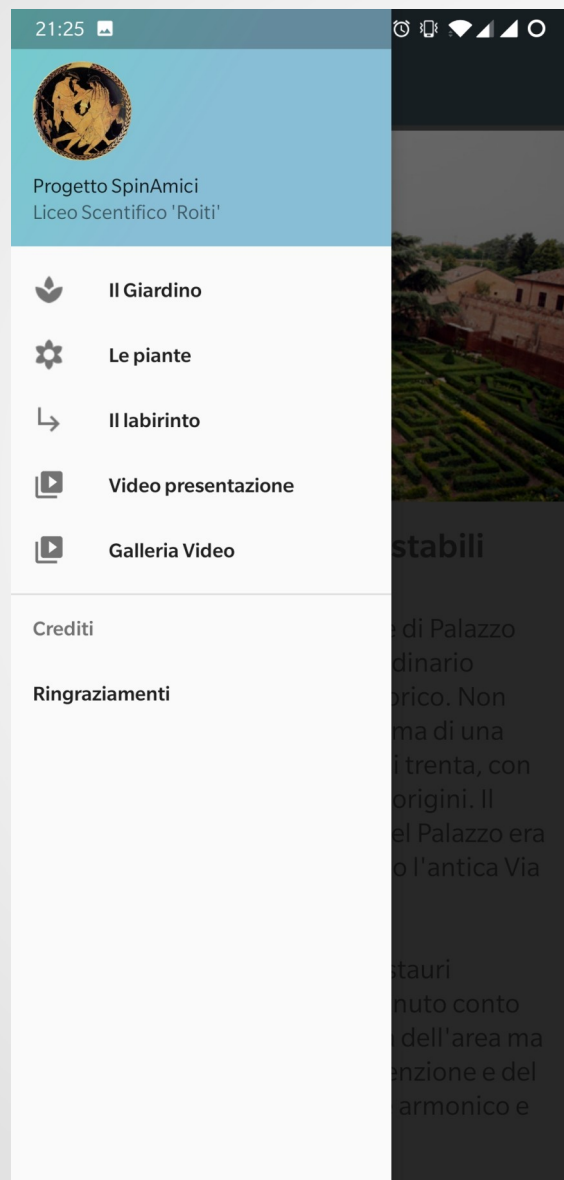 21:25
Progetto SpinAmici
Liceo Scientifico 'Roiti'
Il Giardino
Le piante
Il labirinto
Video presentazione
Galleria Video
Crediti
Ringraziamenti
stabili
di Palazzo
dinario
orico. Non
ma di una
i trenta, con
origini. Il
el Palazzo era
o l'antica Via
stauri
nuto conto
dell'area ma
enzione e del
armonico e